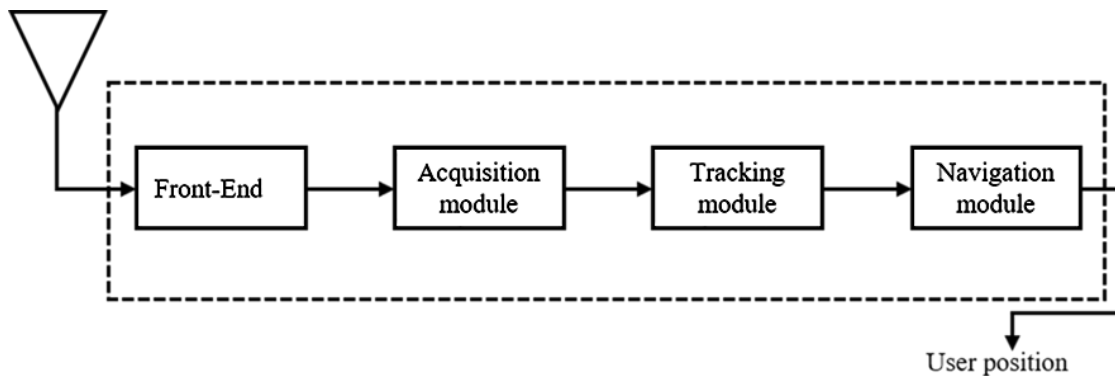 Front-End
Acquisition
module
Tracking
module
Navigation
module
User position